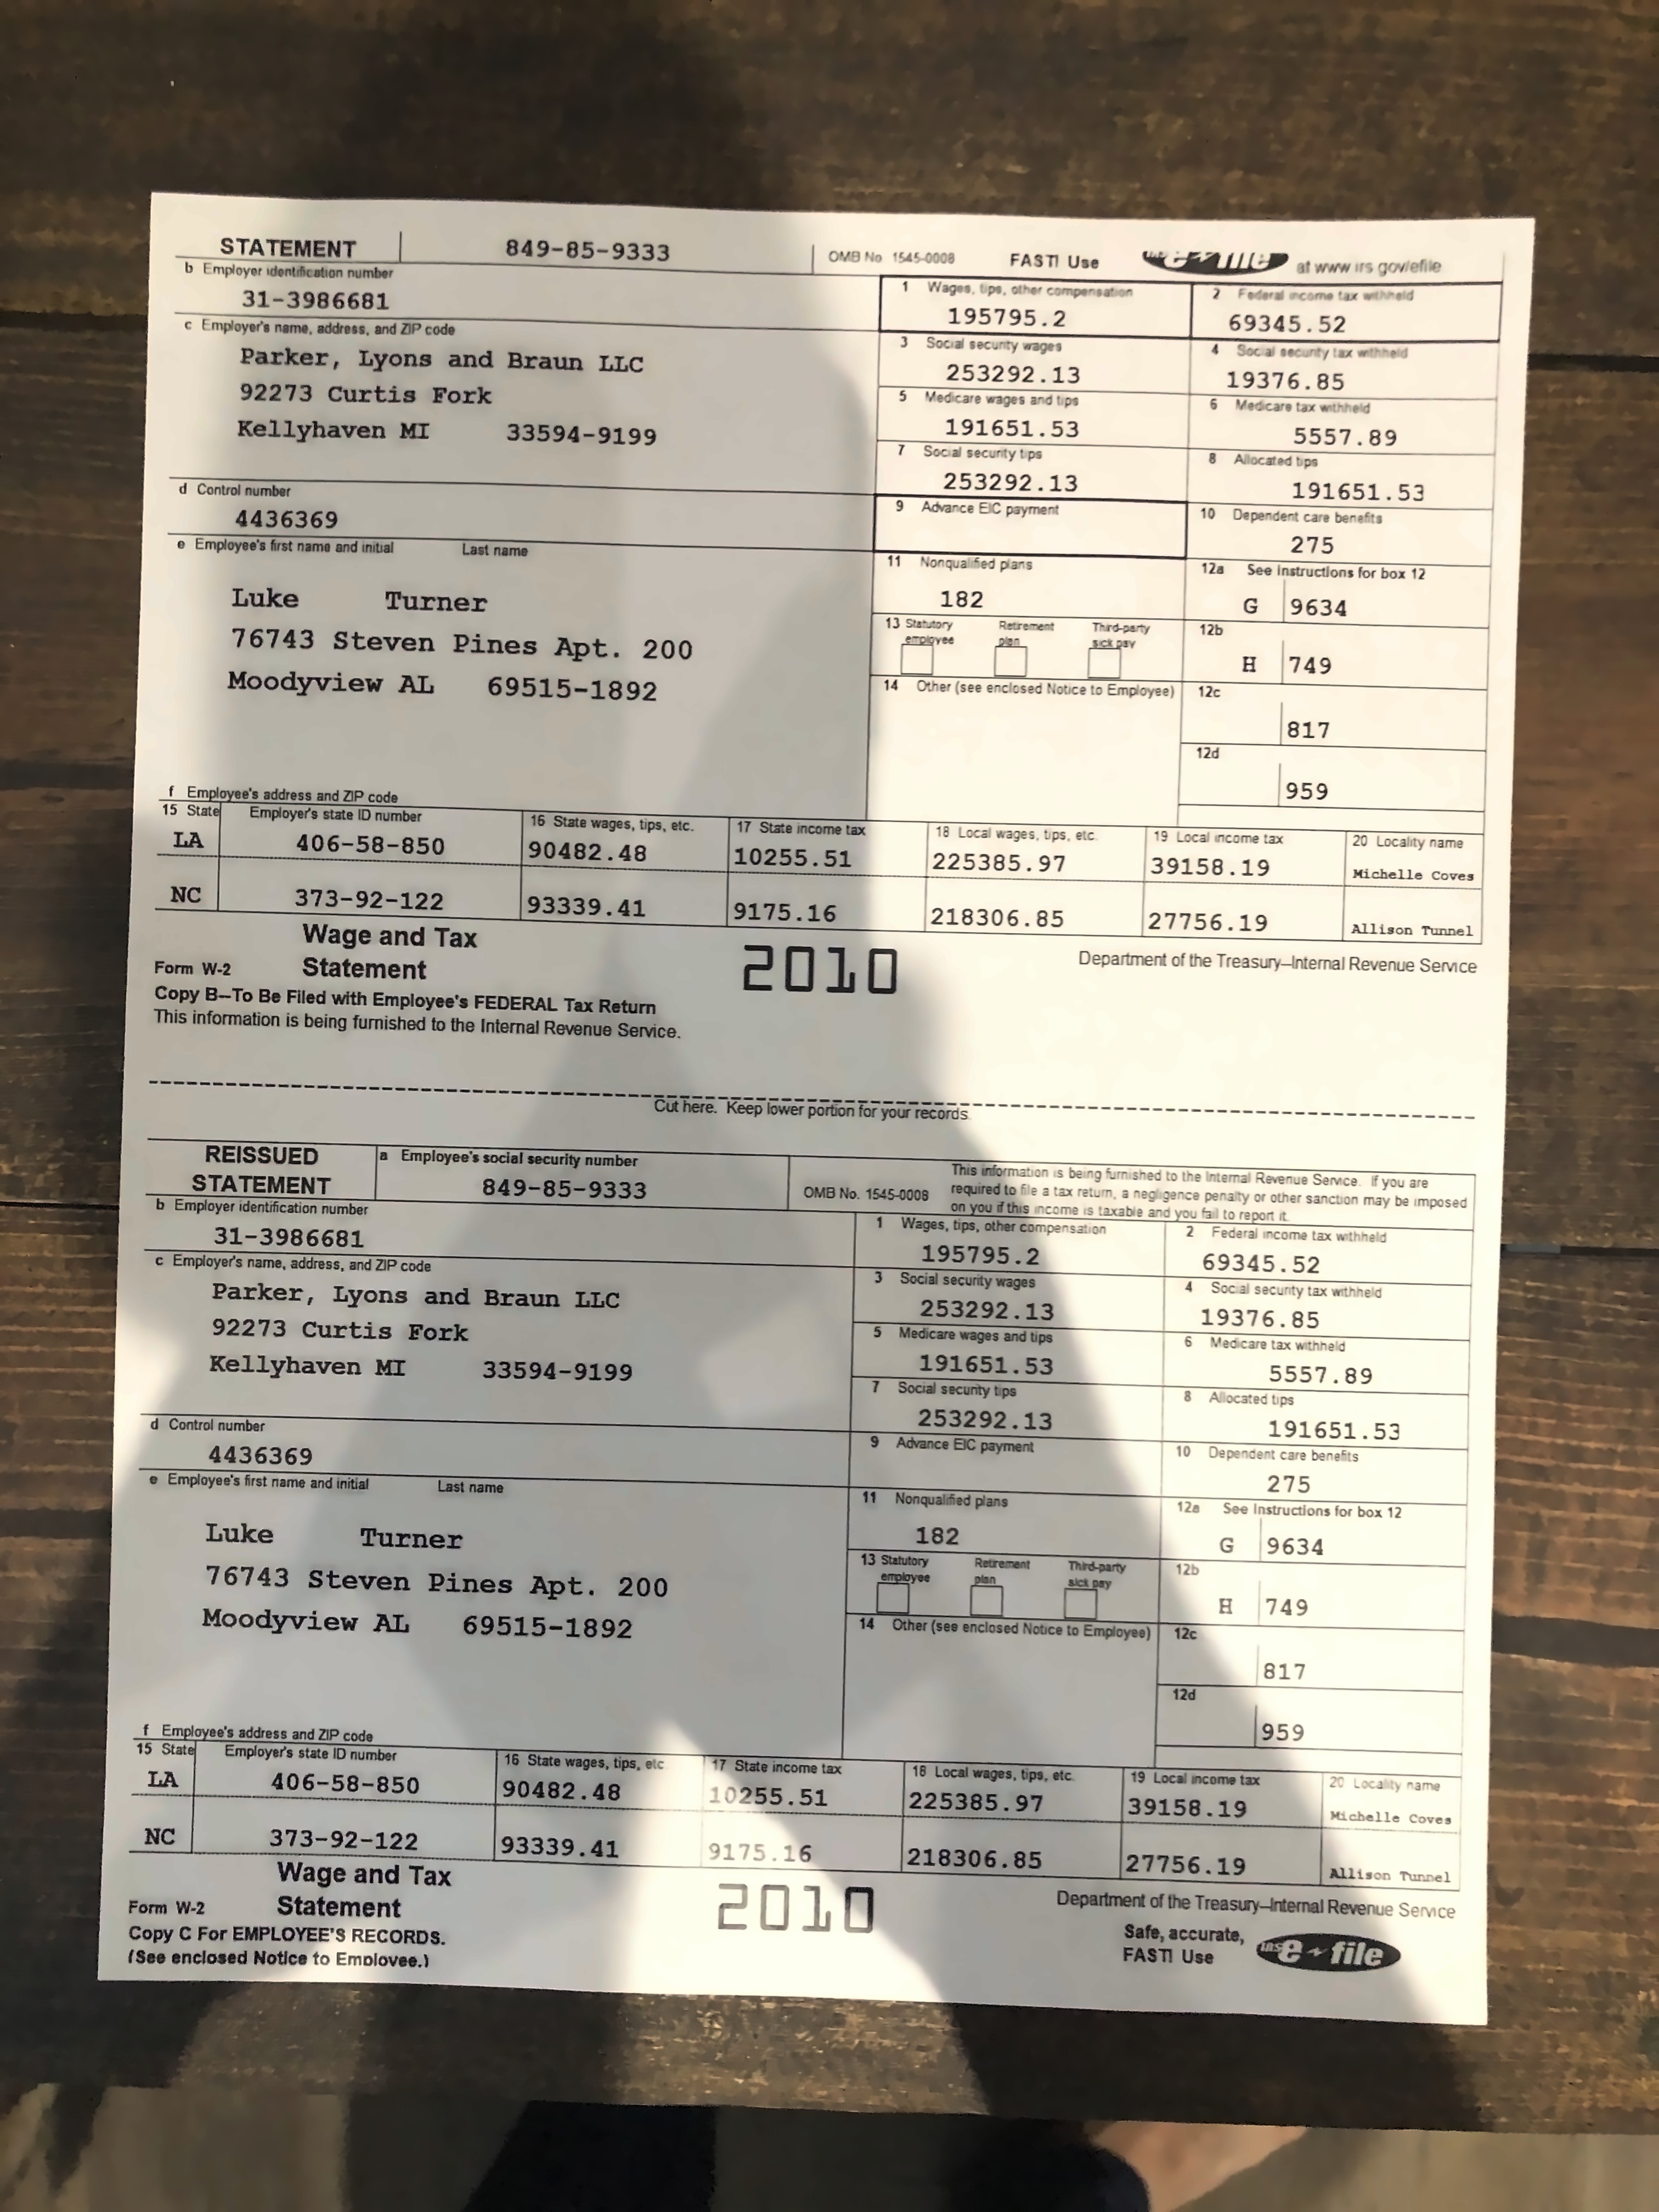 STATEMENT 849-85-9333 OMB No 1545-0008 FAST! Use at www irs gov/efile
b Employer identification number
31-3986681
1 Wages, tips, other compensation 2 Federal income tax withheld
195795.2 69345.52
c Employer's name, address, and ZIP code
3 Social security wages 4 Social security tax withheld
Parker, Lyons and Braun LLC 253292.13 19376.85
92273 Curtis Fork
5 Medicare wages and tips 6 Medicare tax withheld
Kellyhaven MI 33594-9199 191651.53 5557.89
7 Social security tips 8 Allocated tips
253292.13 191651.53
d Control number
4436369
9 Advance EIC payment 10 Dependent care benefits
275
e Employee's first name and initial Last name
11 Nonqualified plans 12a See Instructions for box 12
Luke Turner 182 G 9634
13 Statutory employee Retirement plan Third-party sick pay 12b
76743 Steven Pines Apt. 200 H 749
Moodyview AL 69515-1892
14 Other (see enclosed Notice to Employee) 12c
817
12d
959
f Employee's address and ZIP code
15 State Employer's state ID number 16 State wages, tips, etc. 17 State income tax 18 Local wages, tips, etc. 19 Local income tax 20 Locality name
LA 406-58-850 90482.48 10255.51 225385.97 39158.19 Michelle Coves
NC 373-92-122 93339.41 9175.16 218306.85 27756.19 Allison Tunnel
Wage and Tax
Form W-2 Statement 2010 Department of the Treasury—Internal Revenue Service
Copy B—To Be Filed with Employee's FEDERAL Tax Return
This information is being furnished to the Internal Revenue Service.
Cut here. Keep lower portion for your records
REISSUED a Employee's social security number
STATEMENT 849-85-9333 OMB No. 1545-0008
This information is being furnished to the Internal Revenue Service. If you are
required to file a tax return, a negligence penalty or other sanction may be imposed
on you if this income is taxable and you fail to report it.
b Employer identification number
31-3986681
1 Wages, tips, other compensation 2 Federal income tax withheld
195795.2 69345.52
c Employer's name, address, and ZIP code
3 Social security wages 4 Social security tax withheld
Parker, Lyons and Braun LLC 253292.13 19376.85
92273 Curtis Fork
5 Medicare wages and tips 6 Medicare tax withheld
Kellyhaven MI 33594-9199 191651.53 5557.89
7 Social security tips 8 Allocated tips
253292.13 191651.53
d Control number
4436369
9 Advance EIC payment 10 Dependent care benefits
275
e Employee's first name and initial Last name
11 Nonqualified plans 12a See Instructions for box 12
Luke Turner 182 G 9634
13 Statutory employee Retirement plan Third-party sick pay 12b
76743 Steven Pines Apt. 200 H 749
Moodyview AL 69515-1892
14 Other (see enclosed Notice to Employee) 12c
817
12d
959
f Employee's address and ZIP code
15 State Employer's state ID number 16 State wages, tips, etc 17 State income tax 18 Local wages, tips, etc. 19 Local income tax 20 Locality name
LA 406-58-850 90482.48 10255.51 225385.97 39158.19 Michelle Coves
NC 373-92-122 93339.41 9175.16 218306.85 27756.19 Allison Tunnel
Wage and Tax
Form W-2 Statement 2010 Department of the Treasury—Internal Revenue Service
Copy C For EMPLOYEE'S RECORDS.
(See enclosed Notice to Employee.)
Safe, accurate,
FAST! Use IRS e~file